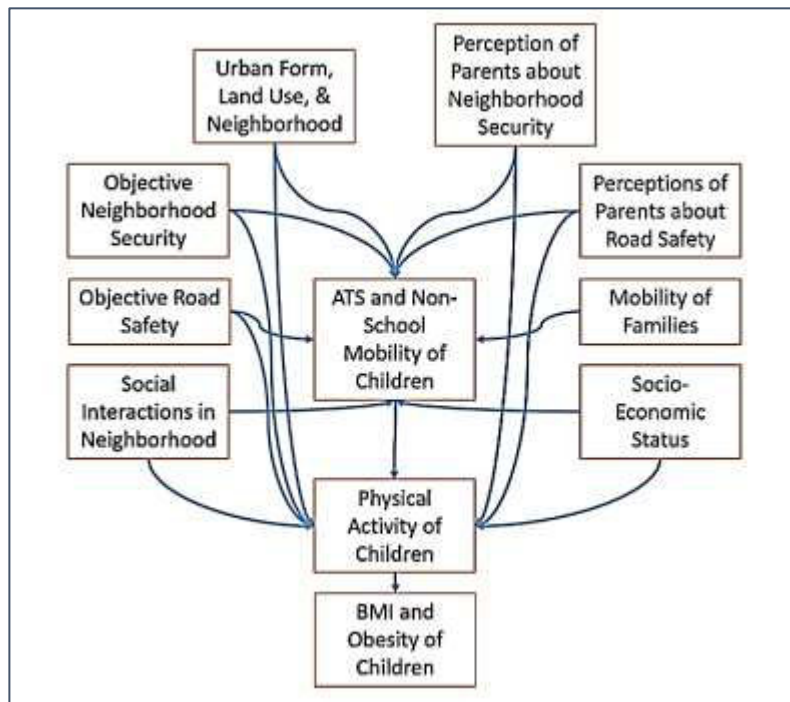 Urban Form,
Land Use, &
Neighborhood
Perception of
Parents about
Neighborhood
Security
Objective
Neighborhood
Security
Perceptions of
Parents about
Road Safety
Objective Road
Safety
ATS and Non-
School
Mobility of
Children
Mobility of
Families
Social
Interactions in
Neighborhood
Socio-
Economic
Status
Physical
Activity of
Children
BMI and
Obesity of
Children